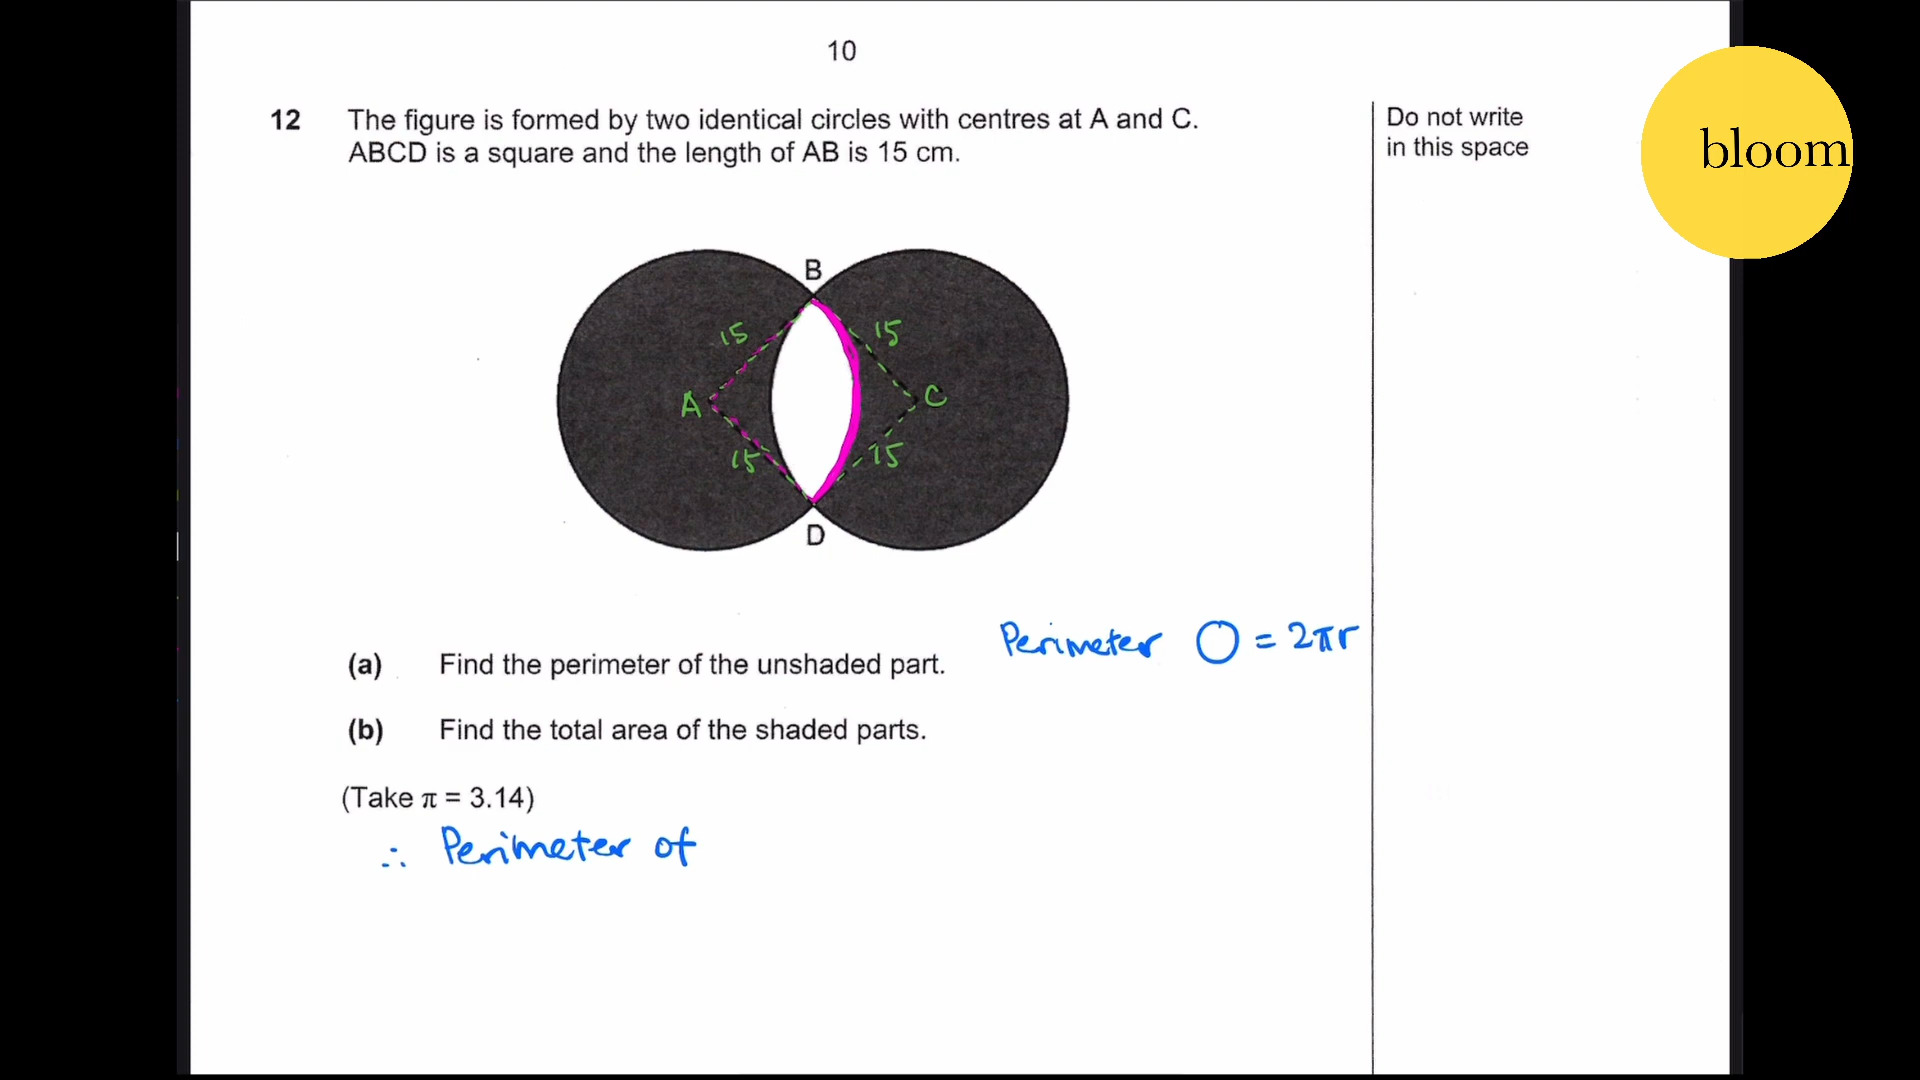 10
12 The figure is formed by two identical circles with centres at A and C.
ABCD is a square and the length of AB is 15 cm.
Do not write
in this space
bloom
B
15 15
A C
15 15
D
Perimeter ○ = 2πr
(a) Find the perimeter of the unshaded part.
(b) Find the total area of the shaded parts.
(Take π = 3.14)
∴ Perimeter of